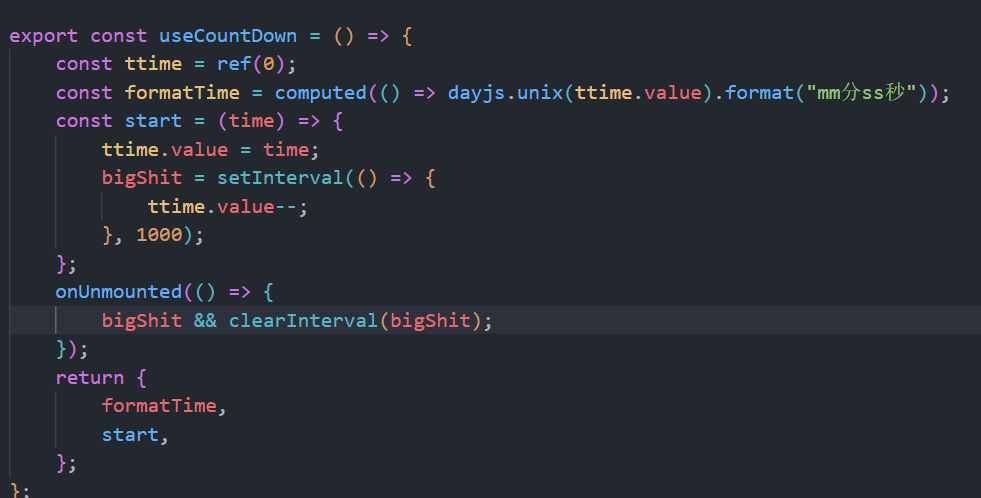 export const useCountDown = () => {
const ttime = ref(0);
const formatTime = computed(() => dayjs.unix(ttime.value).format("mm分ss秒"));
const start = (time) => {
ttime.value = time;
bigShit = setInterval(() => {
ttime.value--;
}, 1000);
};
onUnmounted(() => {
bigShit && clearInterval(bigShit);
});
return {
formatTime,
start,
};
};